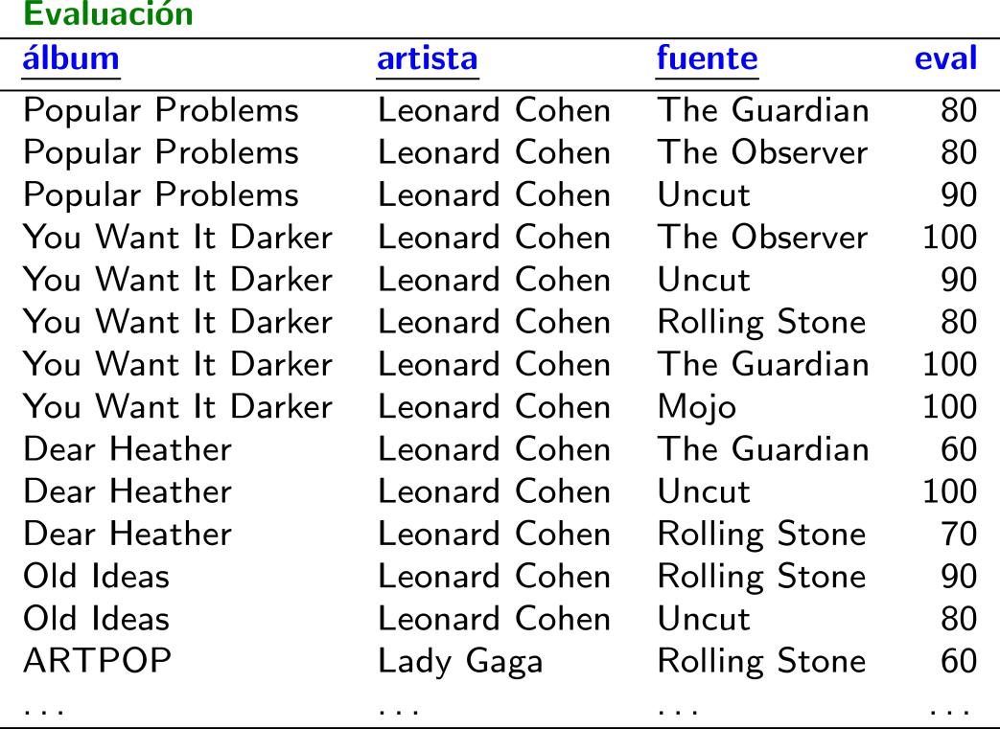 Evaluación
álbum artista fuente eval
Popular Problems Leonard Cohen The Guardian 80
Popular Problems Leonard Cohen The Observer 80
Popular Problems Leonard Cohen Uncut 90
You Want It Darker Leonard Cohen The Observer 100
You Want It Darker Leonard Cohen Uncut 90
You Want It Darker Leonard Cohen Rolling Stone 80
You Want It Darker Leonard Cohen The Guardian 100
You Want It Darker Leonard Cohen Mojo 100
Dear Heather Leonard Cohen The Guardian 60
Dear Heather Leonard Cohen Uncut 100
Dear Heather Leonard Cohen Rolling Stone 70
Old Ideas Leonard Cohen Rolling Stone 90
Old Ideas Leonard Cohen Uncut 80
ARTPOP Lady Gaga Rolling Stone 60
... ... ... ...